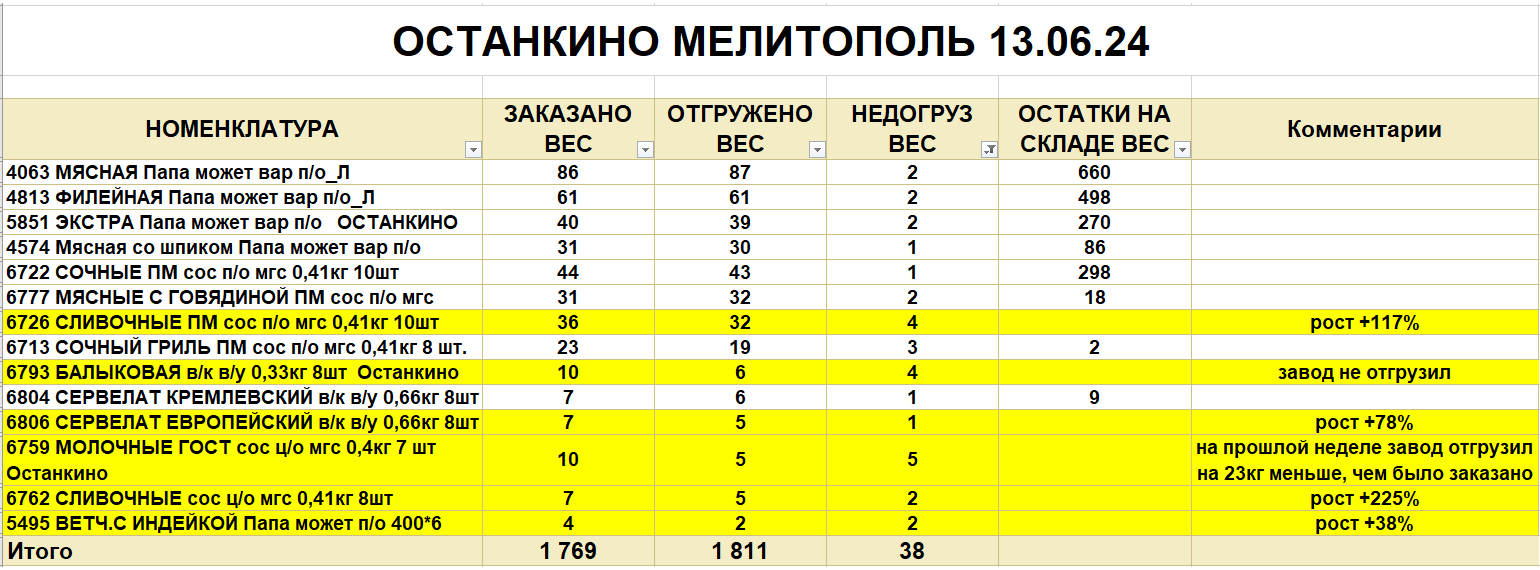 ОСТАНКИНО МЕЛИТОПОЛЬ 13.06.24
НОМЕНКЛАТУРА ЗАКАЗАНО ВЕС ОТГРУЖЕНО ВЕС НЕДОГРУЗ ВЕС ОСТАТКИ НА СКЛАДЕ ВЕС Комментарии
4063 МЯСНАЯ Папа может вар п/о_Л 86 87 2 660
4813 ФИЛЕЙНАЯ Папа может вар п/о_Л 61 61 2 498
5851 ЭКСТРА Папа может вар п/о ОСТАНКИНО 40 39 2 270
4574 Мясная со шпиком Папа может вар п/о 31 30 1 86
6722 СОЧНЫЕ ПМ сос п/о мгс 0,41кг 10шт 44 43 1 298
6777 МЯСНЫЕ С ГОВЯДИНОЙ ПМ сос п/о мгс 31 32 2 18
6726 СЛИВОЧНЫЕ ПМ сос п/о мгс 0,41кг 10шт 36 32 4 рост +117%
6713 СОЧНЫЙ ГРИЛЬ ПМ сос п/о мгс 0,41кг 8 шт. 23 19 3 2
6793 БАЛЫКОВАЯ в/к в/у 0,33кг 8шт Останкино 10 6 4 завод не отгрузил
6804 СЕРВЕЛАТ КРЕМЛЕВСКИЙ в/к в/у 0,66кг 8шт 7 6 1 9
6806 СЕРВЕЛАТ ЕВРОПЕЙСКИЙ в/к в/у 0,66кг 8шт 7 5 1 рост +78%
6759 МОЛОЧНЫЕ ГОСТ сос ц/о мгс 0,4кг 7 шт Останкино 10 5 5 на прошлой неделе завод отгрузил на 23кг меньше, чем было заказано
6762 СЛИВОЧНЫЕ сос ц/о мгс 0,41кг 8шт 7 5 2 рост +225%
5495 ВЕТЧ.С ИНДЕЙКОЙ Папа может п/о 400*6 4 2 2 рост +38%
Итого 1 769 1 811 38